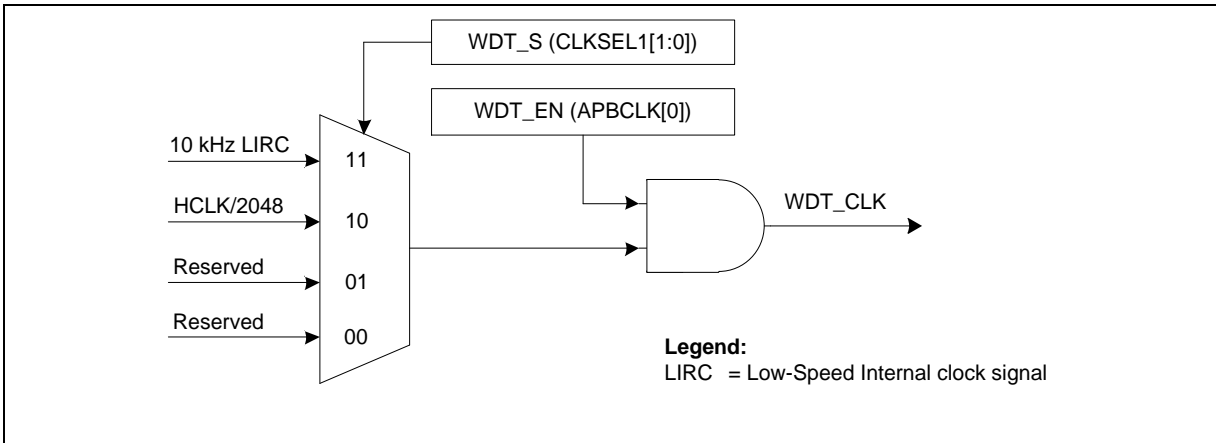 WDT_S (CLKSEL1[1:0])
WDT_EN (APBCLK[0])
10 kHz LIRC
11
HCLK/2048
10
WDT_CLK
Reserved
01
Reserved
00
Legend:
LIRC = Low-Speed Internal clock signal